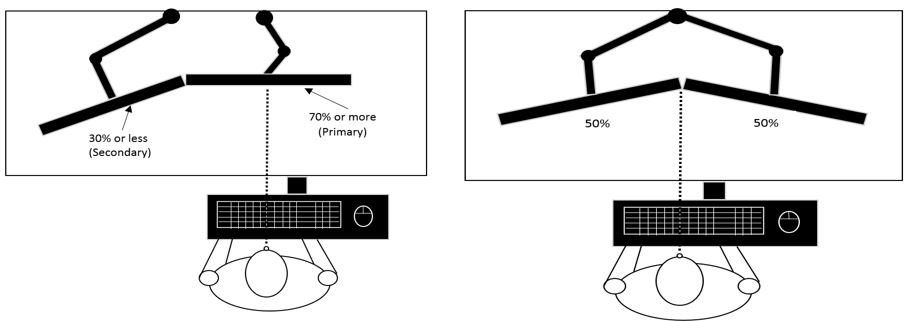 70% or more
(Primary)
30% or less
(Secondary)
50%
50%